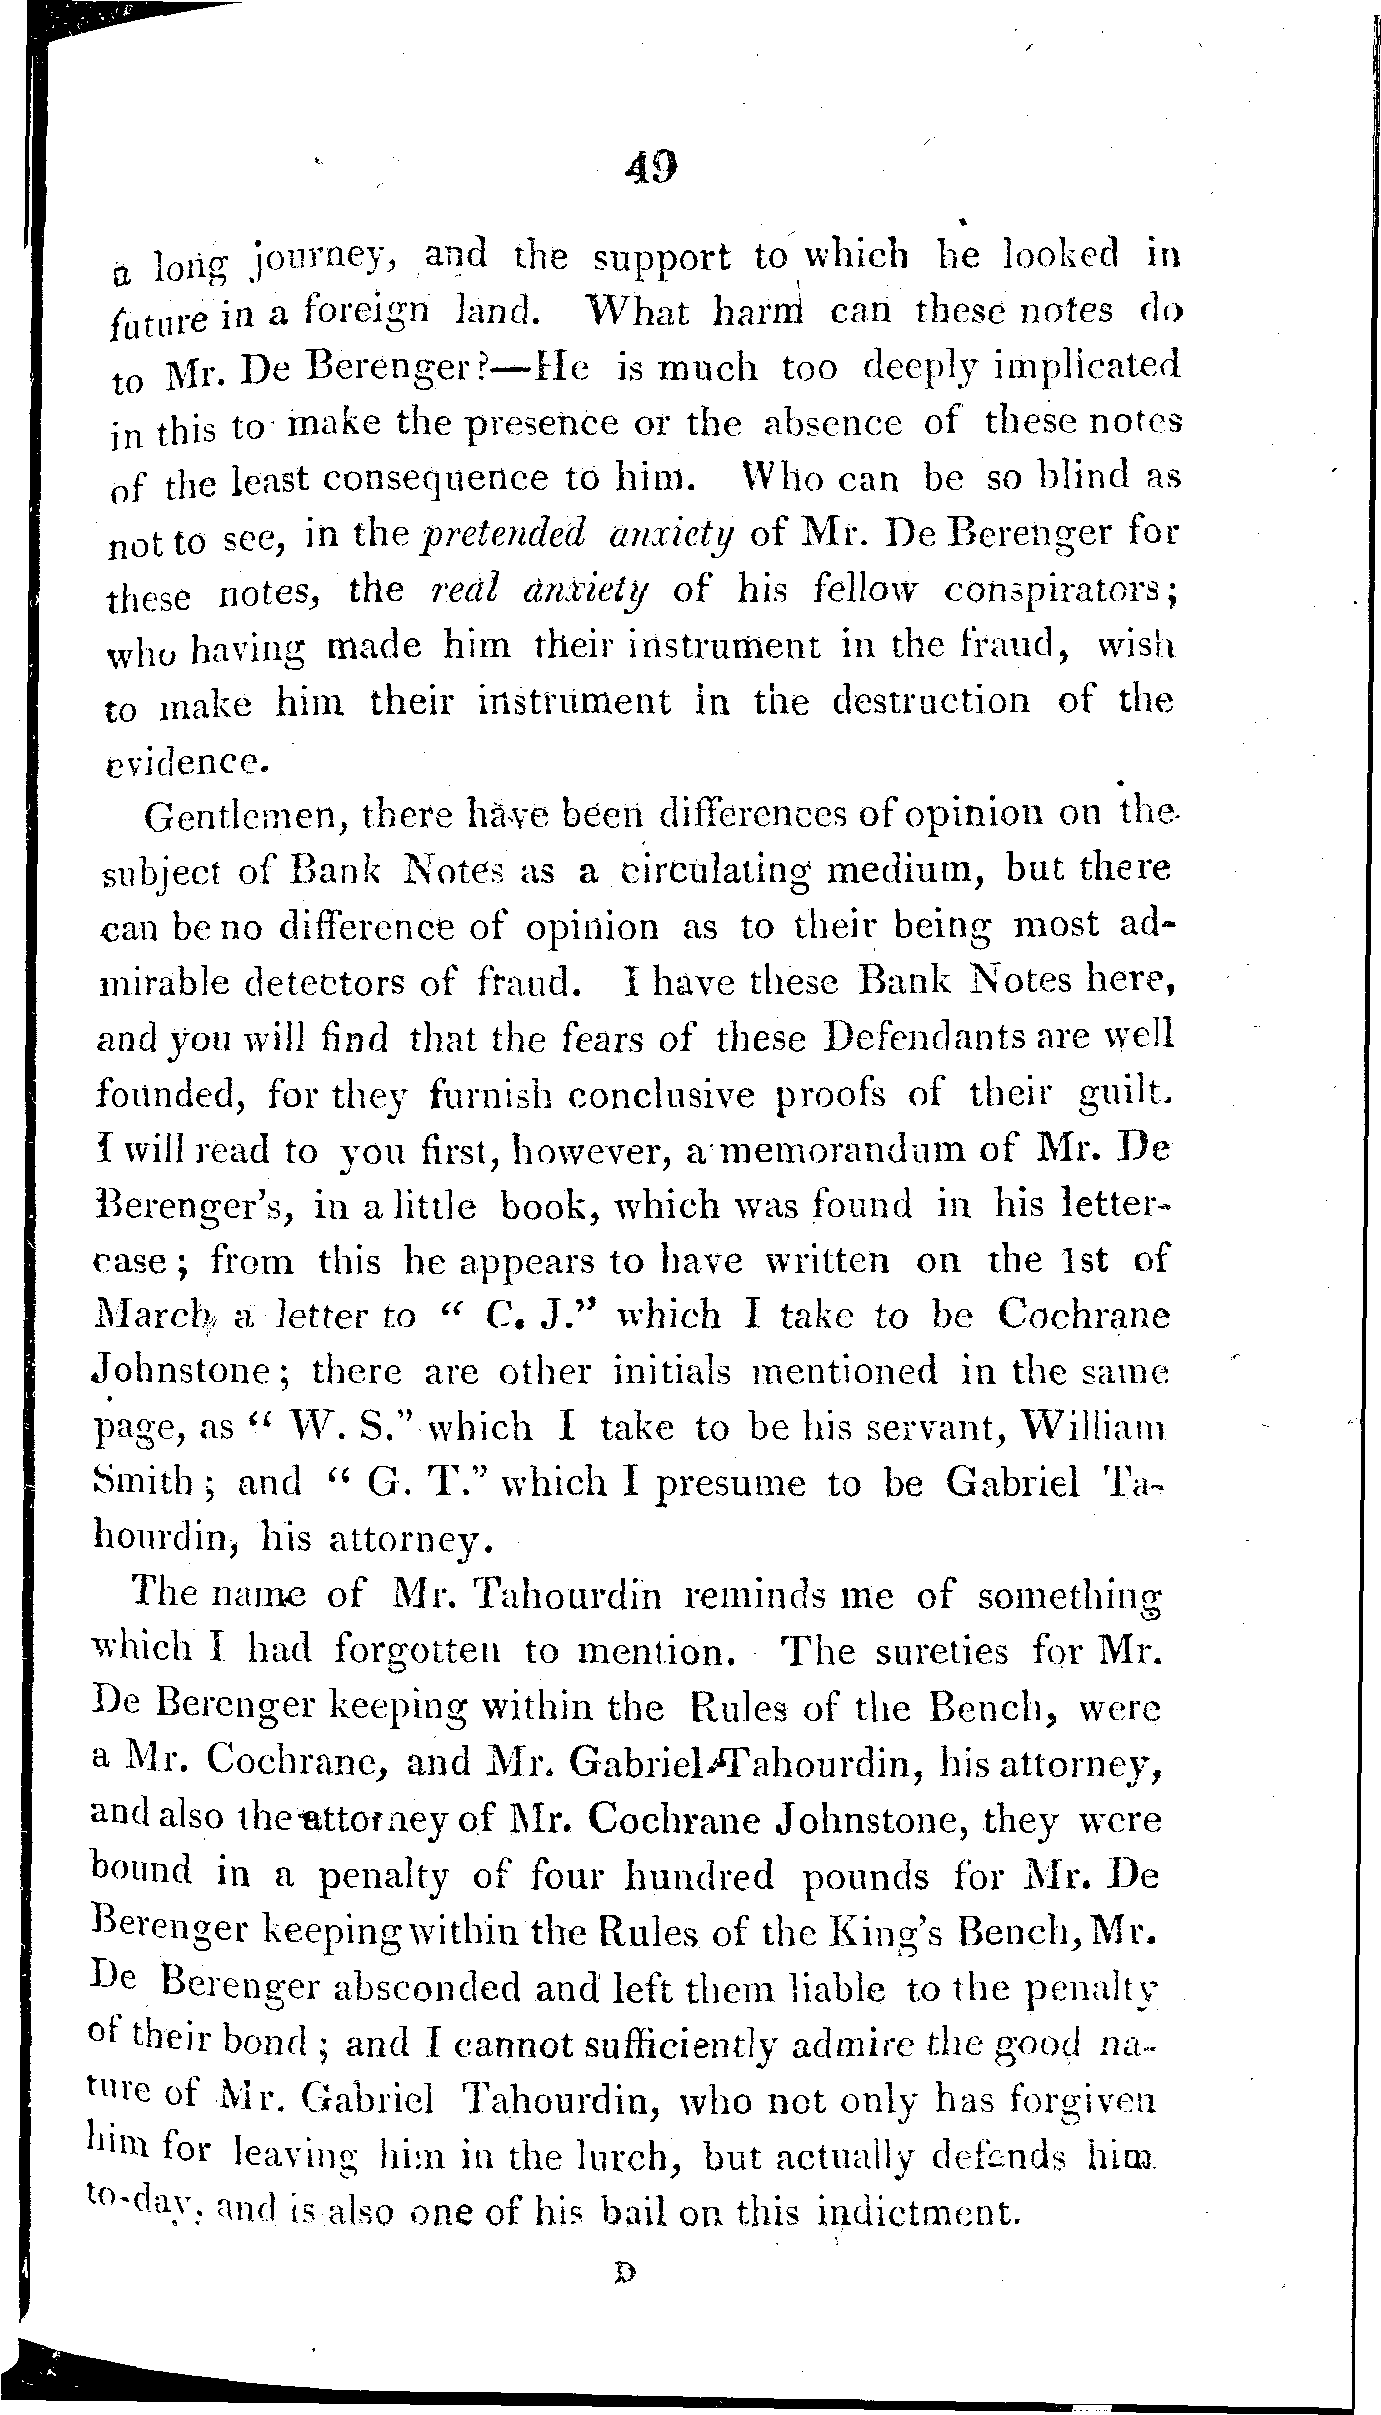 49
a long journey, and the support to which he looked in
future in a foreign land. What harm can these notes do
to Mr. De Berenger?—He is much too deeply implicated
in this to make the presence or the absence of these notes
of the least consequence to him. Who can be so blind as
not to see, in the pretended anxiety of Mr. De Berenger for
these notes, the real anxiety of his fellow conspirators;
who having made him their instrument in the fraud, wish
to make him their instrument in the destruction of the
evidence.
Gentlemen, there have been differences of opinion on the
subject of Bank Notes as a circulating medium, but there
can be no difference of opinion as to their being most ad-
mirable detectors of fraud. I have these Bank Notes here,
and you will find that the fears of these Defendants are well
founded, for they furnish conclusive proofs of their guilt.
I will read to you first, however, a memorandum of Mr. De
Berenger's, in a little book, which was found in his letter-
case; from this he appears to have written on the 1st of
March, a letter to " C. J." which I take to be Cochrane
Johnstone; there are other initials mentioned in the same
page, as " W. S." which I take to be his servant, William
Smith; and " G. T." which I presume to be Gabriel Ta-
hourdin, his attorney.
The name of Mr. Tahourdin reminds me of something
which I had forgotten to mention. The sureties for Mr.
De Berenger keeping within the Rules of the Bench, were
a Mr. Cochrane, and Mr. Gabriel Tahourdin, his attorney,
and also the attorney of Mr. Cochrane Johnstone, they were
bound in a penalty of four hundred pounds for Mr. De
Berenger keeping within the Rules of the King's Bench, Mr.
De Berenger absconded and left them liable to the penalty
of their bond; and I cannot sufficiently admire the good na-
ture of Mr. Gabriel Tahourdin, who not only has forgiven
him for leaving him in the lurch, but actually defends him
to-day, and is also one of his bail on this indictment.
D